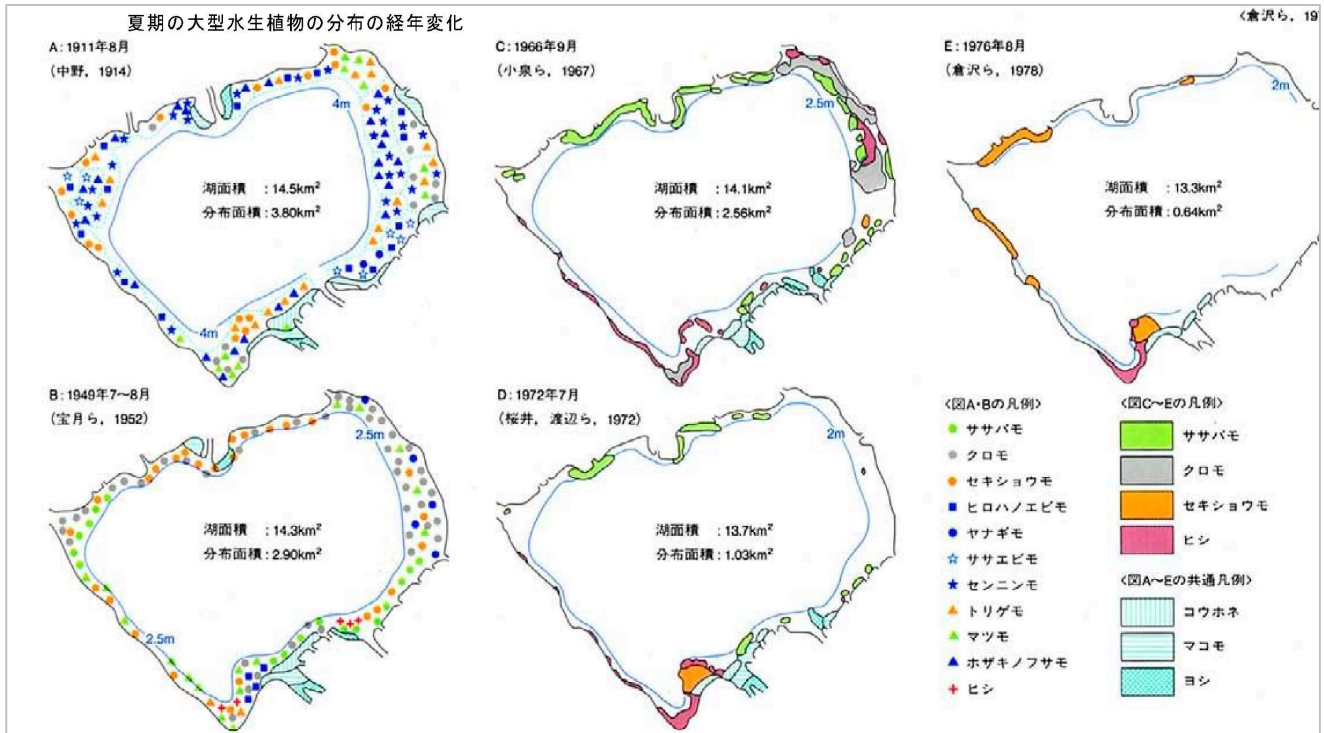 夏期の大型水生植物の分布の経年変化
<倉沢ら, 19
A:1911年8月
(中野, 1914)
4m
湖面積 :14.5km²
分布面積:3.80km²
4m
B:1949年7〜8月
(宝月ら, 1952)
2.5m
湖面積 :14.3km²
分布面積:2.90km²
2.5m
C:1966年9月
(小泉ら, 1967)
2.5m
湖面積 :14.1km²
分布面積:2.56km²
D:1972年7月
(桜井, 渡辺ら, 1972)
2m
湖面積 :13.7km²
分布面積:1.03km²
E:1976年8月
(倉沢ら, 1978)
2m
湖面積 :13.3km²
分布面積:0.64km²
<図A・Bの凡例>
ササバモ
クロモ
セキショウモ
ヒロハノエビモ
ヤナギモ
ササエビモ
センニンモ
トリゲモ
マツモ
ホザキノフサモ
ヒシ
<図C〜Eの凡例>
ササバモ
クロモ
セキショウモ
ヒシ
<図A〜Eの共通凡例>
コウホネ
マコモ
ヨシ